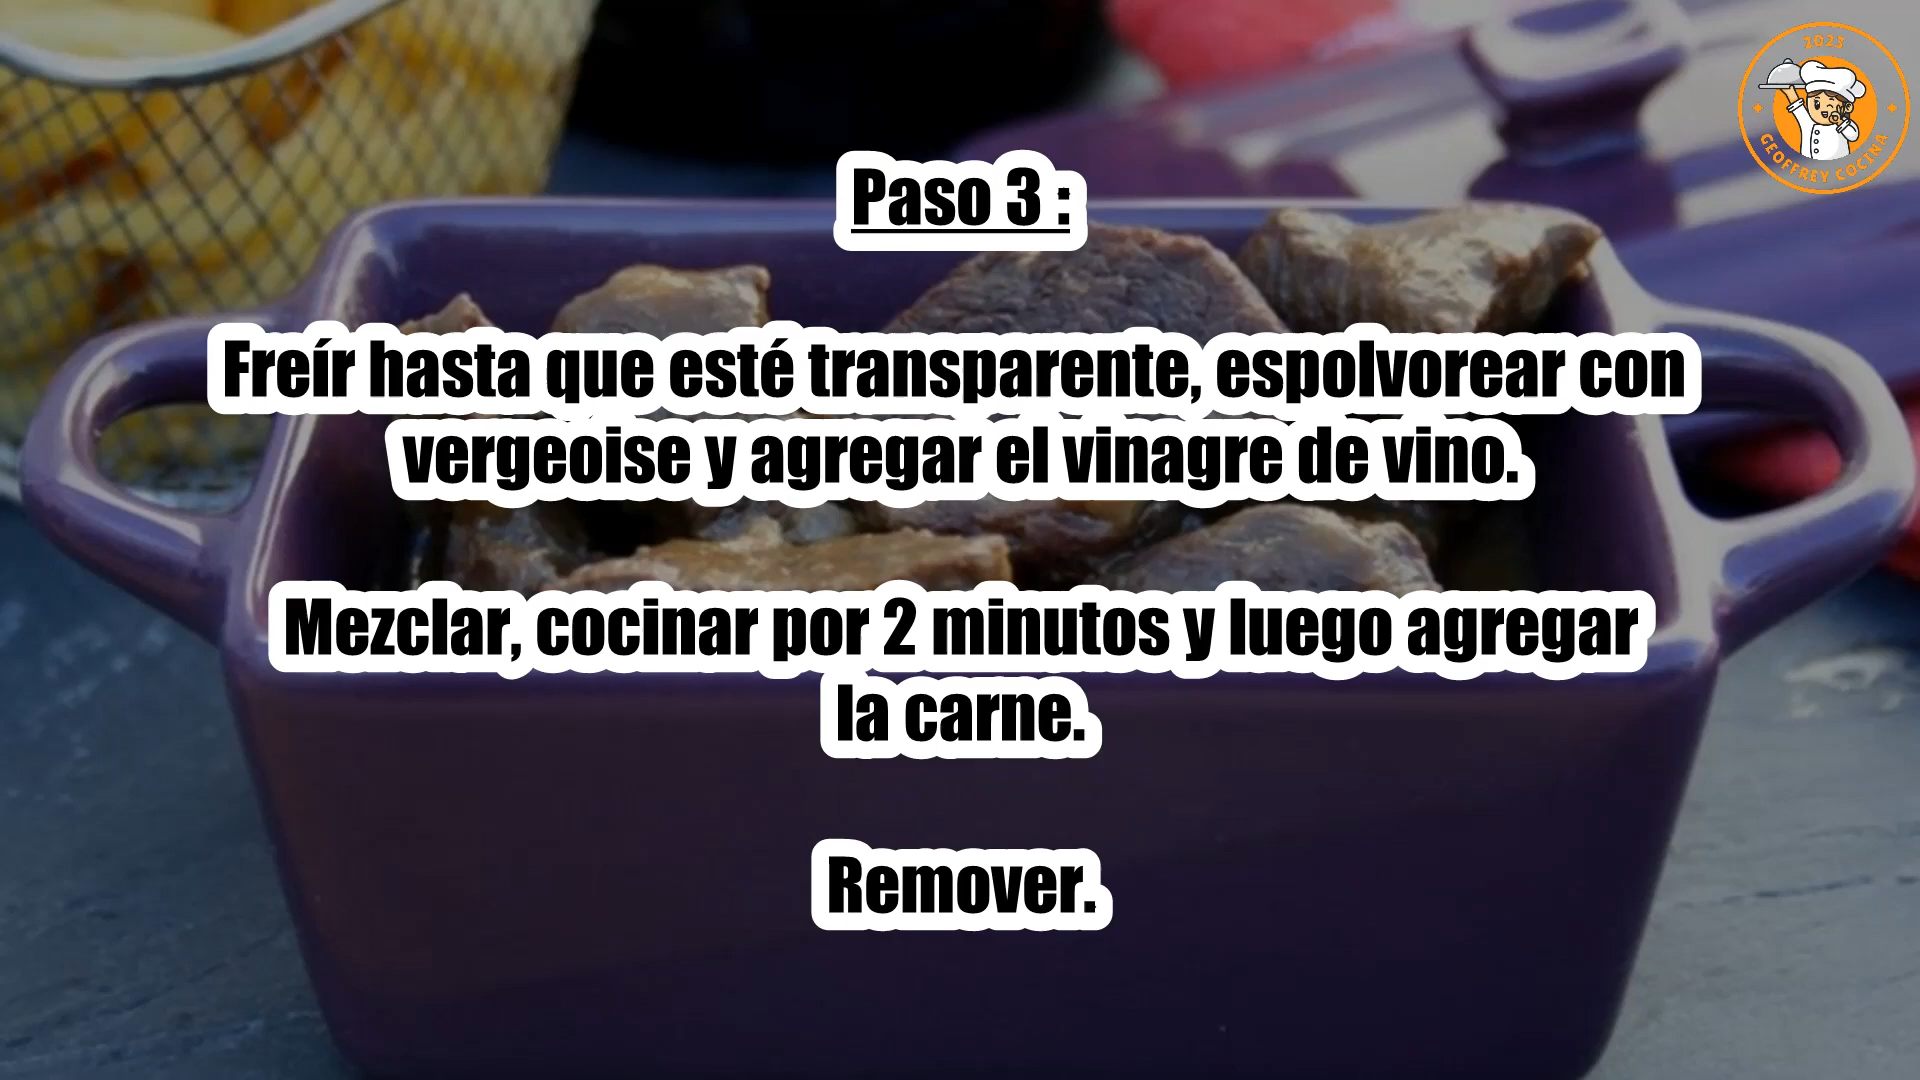 2023
GEOFFREY COCINA
Paso 3 :
Freír hasta que esté transparente, espolvorear con
vergeoise y agregar el vinagre de vino.
Mezclar, cocinar por 2 minutos y luego agregar
la carne.
Remover.